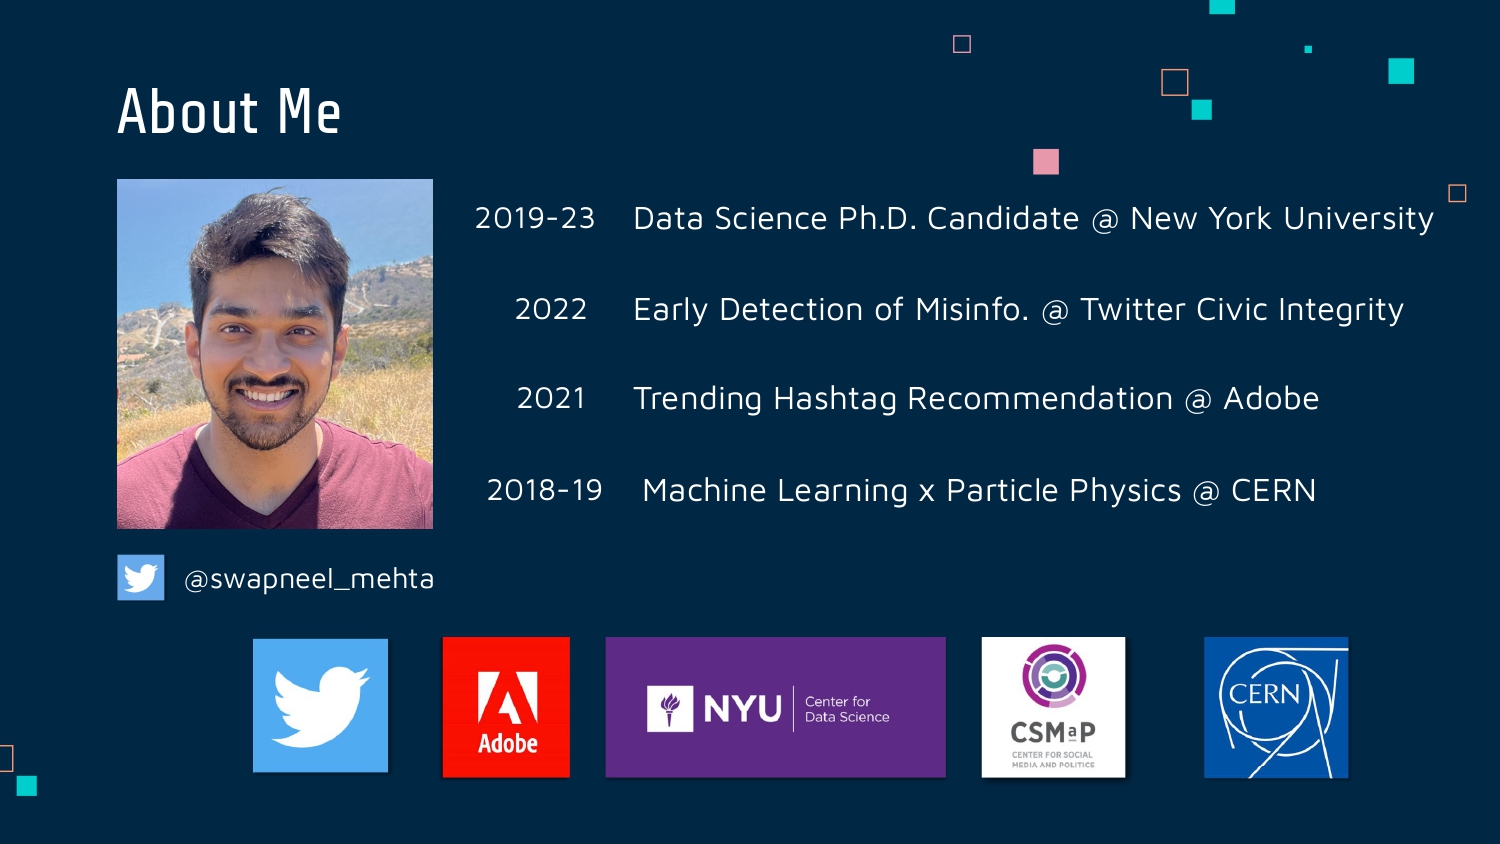 About Me
2019-23 Data Science Ph.D. Candidate @ New York University
2022 Early Detection of Misinfo. @ Twitter Civic Integrity
2021 Trending Hashtag Recommendation @ Adobe
2018-19 Machine Learning x Particle Physics @ CERN
@swapneel_mehta
Adobe
NYU Center for
Data Science
CSMaP
CENTER FOR SOCIAL
MEDIA AND POLITICS
CERN